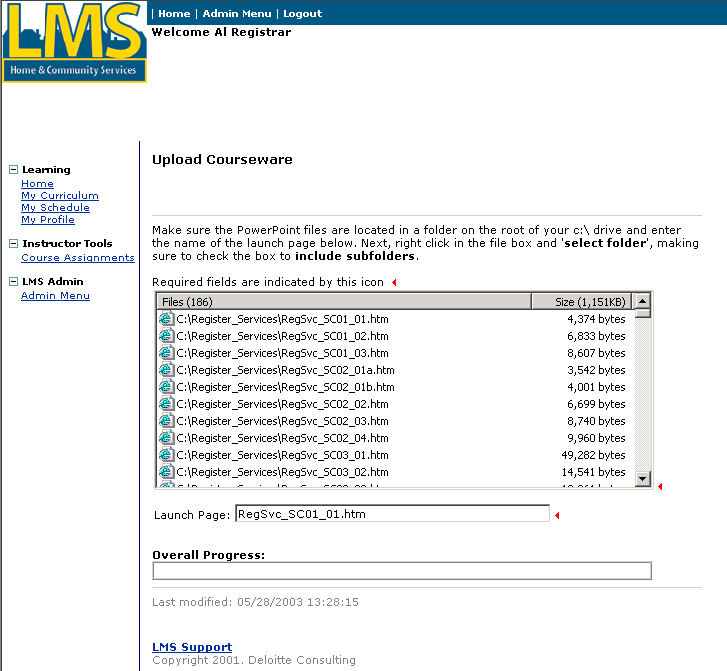 LMS
Home & Community Services
| Home | Admin Menu | Logout
Welcome Al Registrar
Learning
Home
My Curriculum
My Schedule
My Profile
Instructor Tools
Course Assignments
LMS Admin
Admin Menu
Upload Courseware
Make sure the PowerPoint files are located in a folder on the root of your c:\ drive and enter
the name of the launch page below. Next, right click in the file box and 'select folder', making
sure to check the box to include subfolders.
Required fields are indicated by this icon
Files (186) Size (1,151KB)
C:\Register_Services\RegSvc_SC01_01.htm 4,374 bytes
C:\Register_Services\RegSvc_SC01_02.htm 6,833 bytes
C:\Register_Services\RegSvc_SC01_03.htm 8,607 bytes
C:\Register_Services\RegSvc_SC02_01a.htm 3,542 bytes
C:\Register_Services\RegSvc_SC02_01b.htm 4,001 bytes
C:\Register_Services\RegSvc_SC02_02.htm 6,699 bytes
C:\Register_Services\RegSvc_SC02_03.htm 8,740 bytes
C:\Register_Services\RegSvc_SC02_04.htm 9,960 bytes
C:\Register_Services\RegSvc_SC03_01.htm 49,282 bytes
C:\Register_Services\RegSvc_SC03_02.htm 14,541 bytes
Launch Page: RegSvc_SC01_01.htm
Overall Progress:
Last modified: 05/28/2003 13:28:15
LMS Support
Copyright 2001. Deloitte Consulting